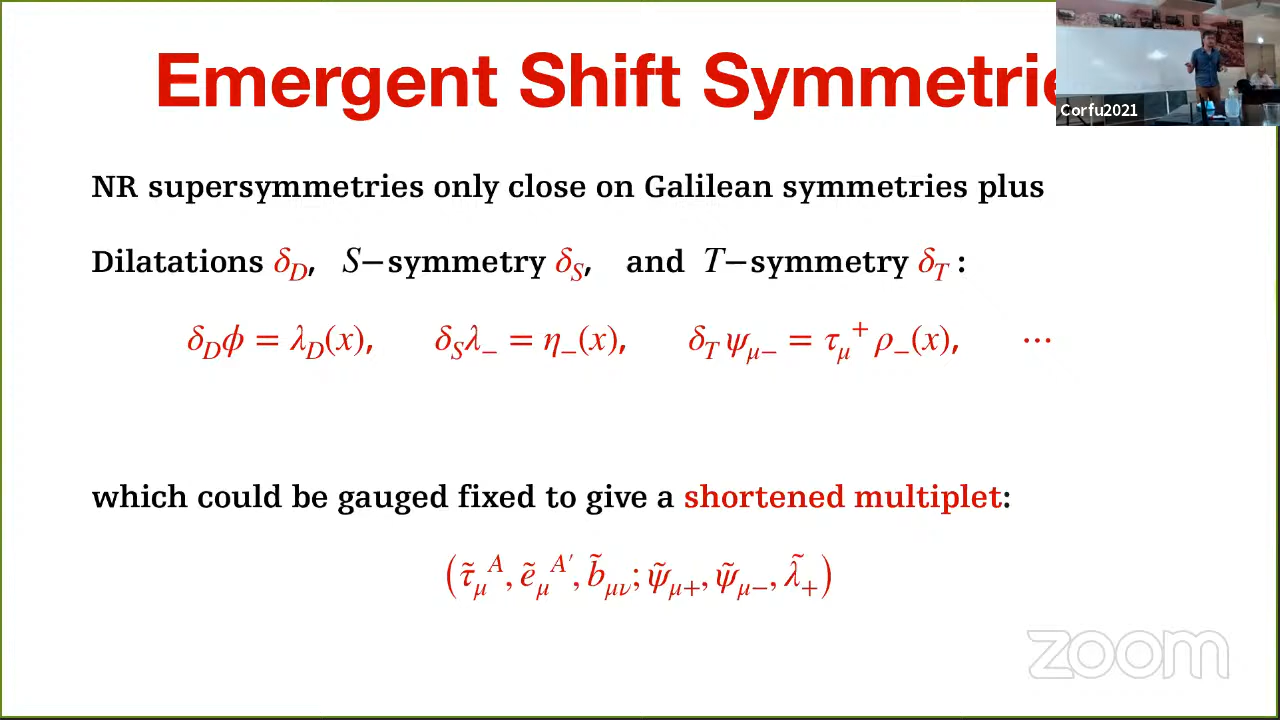 Emergent Shift Symmetrie
Corfu2021
NR supersymmetries only close on Galilean symmetries plus
Dilatations δ_D, S−symmetry δ_S, and T−symmetry δ_T :
δ_D ϕ = λ_D(x), δ_S λ_− = η_−(x), δ_T ψ_{μ−} = τ_μ^+ ρ_−(x), ⋯
which could be gauged fixed to give a shortened multiplet:
(τ̃_μ^A, ẽ_μ^{A′}, b̃_{μν}; ψ̃_{μ+}, ψ̃_{μ−}, λ̃_+)
zoom